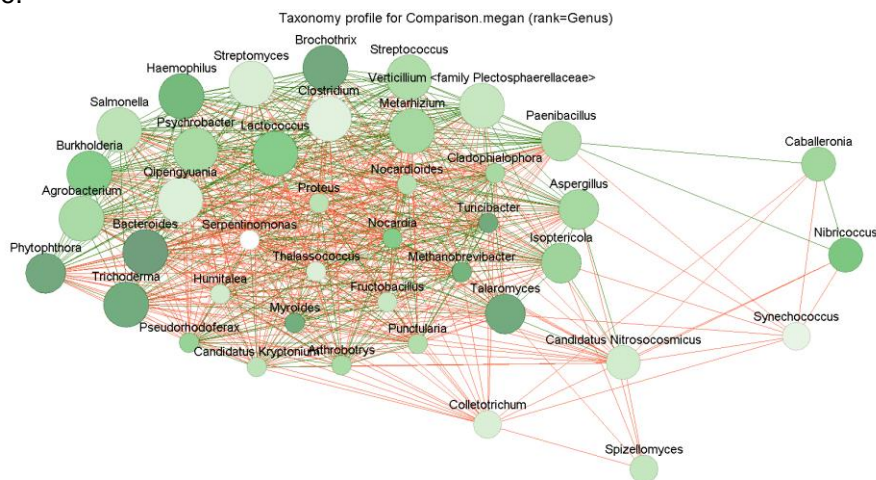 Taxonomy profile for Comparison.megan (rank=Genus)
Brochothrix
Streptomyces
Streptococcus
Haemophilus
Verticillium <family Plectosphaerellaceae>
Clostridium
Salmonella
Metarhizium
Psychrobacter
Lactococcus
Paenibacillus
Burkholderia
Cladophialophora
Caballeronia
Qipengyuania
Nocardioides
Agrobacterium
Proteus
Aspergillus
Turicibacter
Bacteroides
Serpentinomonas
Nocardia
Nibricoccus
Phytophthora
Isoptericola
Thalassococcus
Methanobrevibacter
Trichoderma
Humitalea
Fructobacillus
Talaromyces
Myroides
Synechococcus
Pseudorhodoferax
Punctularia
Candidatus Nitrosocosmicus
Candidatus Kryptonium
Arthrobotrys
Colletotrichum
Spizellomyces